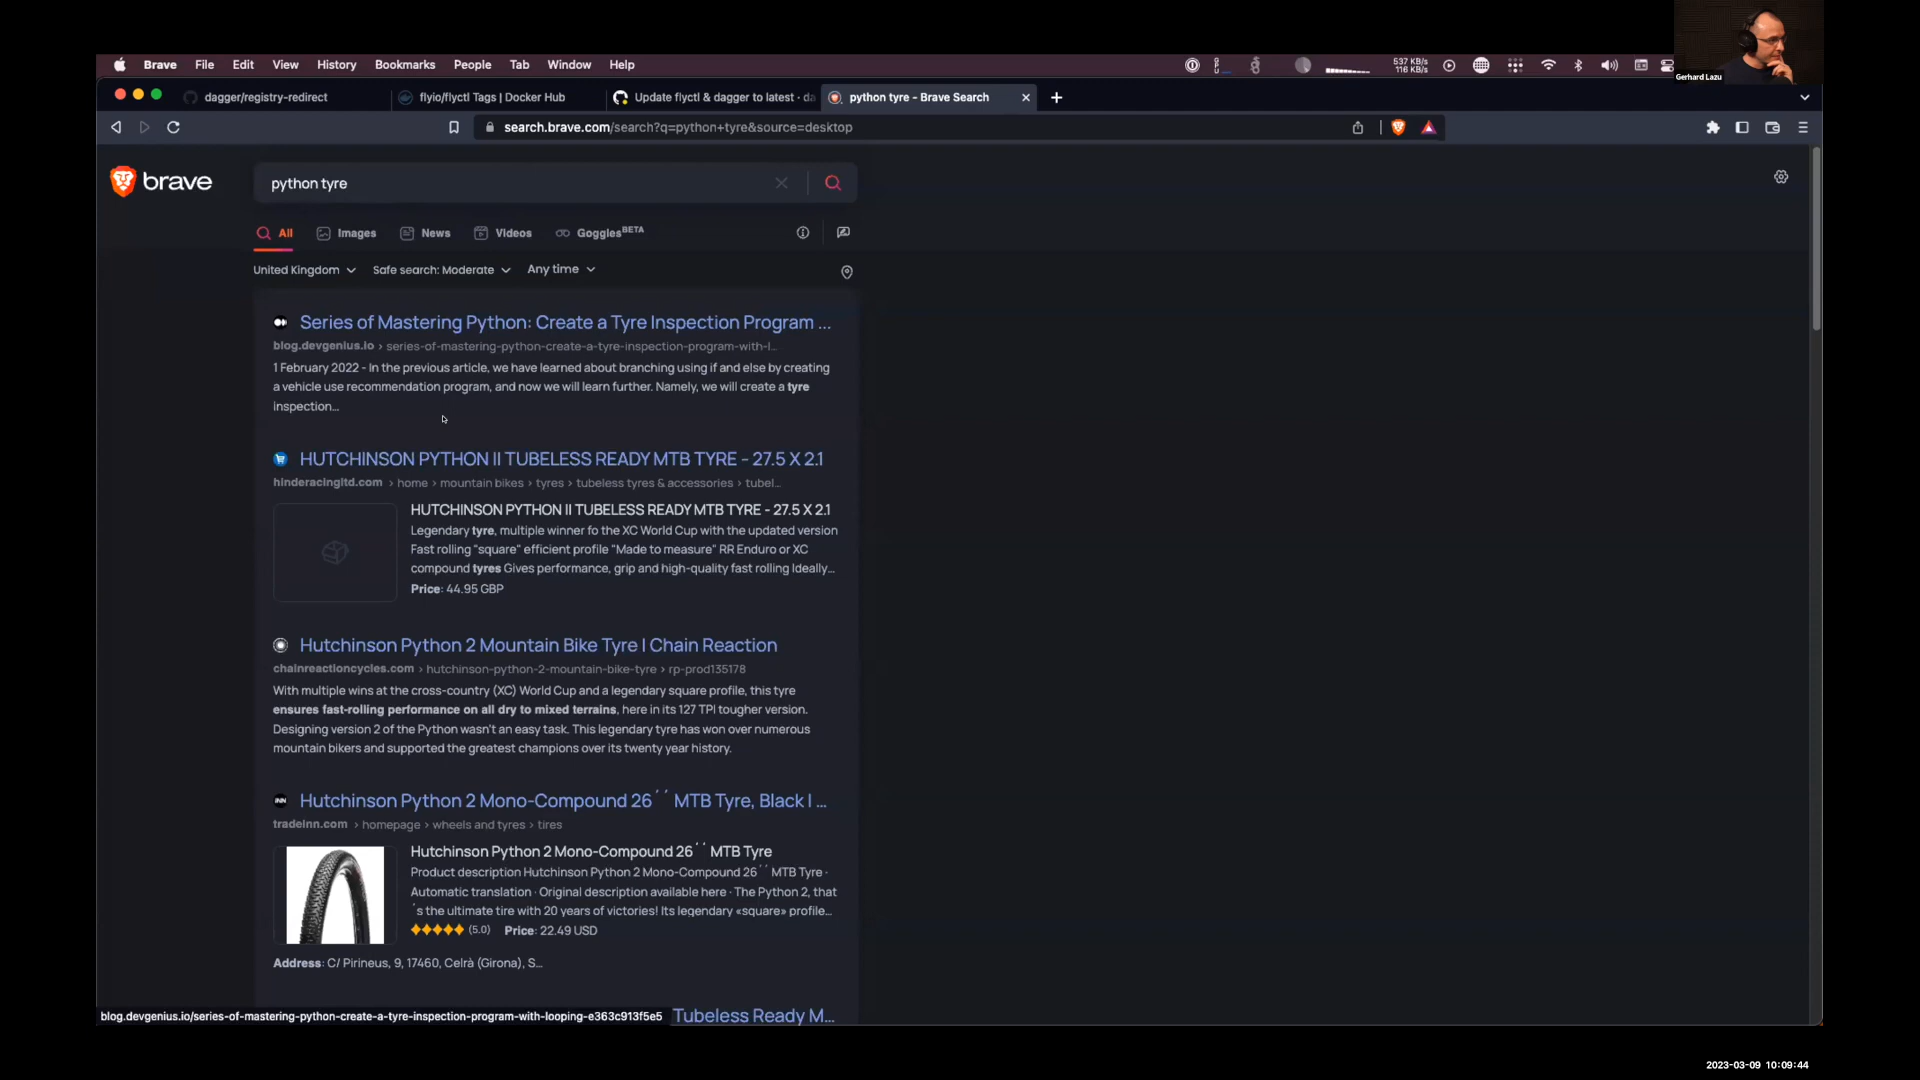 Gerhard Lazu
Brave File Edit View History Bookmarks People Tab Window Help
537 KB/s
116 KB/s
dagger/registry-redirect
flyio/flyctl Tags | Docker Hub
Update flyctl & dagger to latest · da
python tyre - Brave Search
search.brave.com/search?q=python+tyre&source=desktop
brave
python tyre
All Images News Videos Goggles BETA
United Kingdom Safe search: Moderate Any time
Series of Mastering Python: Create a Tyre Inspection Program ...
blog.devgenius.io › series-of-mastering-python-create-a-tyre-inspection-program-with-l...
1 February 2022 - In the previous article, we have learned about branching using if and else by creating
a vehicle use recommendation program, and now we will learn further. Namely, we will create a tyre
inspection...
HUTCHINSON PYTHON II TUBELESS READY MTB TYRE - 27.5 X 2.1
hinderacingltd.com › home › mountain bikes › tyres › tubeless tyres & accessories › tubel...
HUTCHINSON PYTHON II TUBELESS READY MTB TYRE - 27.5 X 2.1
Legendary tyre, multiple winner fo the XC World Cup with the updated version
Fast rolling "square" efficient profile "Made to measure" RR Enduro or XC
compound tyres Gives performance, grip and high-quality fast rolling Ideally...
Price: 44.95 GBP
Hutchinson Python 2 Mountain Bike Tyre | Chain Reaction
chainreactioncycles.com › hutchinson-python-2-mountain-bike-tyre › rp-prod135178
With multiple wins at the cross-country (XC) World Cup and a legendary square profile, this tyre
ensures fast-rolling performance on all dry to mixed terrains, here in its 127 TPI tougher version.
Designing version 2 of the Python wasn't an easy task. This legendary tyre has won over numerous
mountain bikers and supported the greatest champions over its twenty year history.
INN
Hutchinson Python 2 Mono-Compound 26´´ MTB Tyre, Black | ...
tradeinn.com › homepage › wheels and tyres › tires
Hutchinson Python 2 Mono-Compound 26´´ MTB Tyre
Product description Hutchinson Python 2 Mono-Compound 26´´ MTB Tyre ·
Automatic translation · Original description available here · The Python 2, that
´s the ultimate tire with 20 years of victories! Its legendary «square» profile...
(5.0) Price: 22.49 USD
Address: C/ Pirineus, 9, 17460, Celrà (Girona), S...
Tubeless Ready M...
blog.devgenius.io/series-of-mastering-python-create-a-tyre-inspection-program-with-looping-e363c913f5e5
2023-03-09 10:09:44